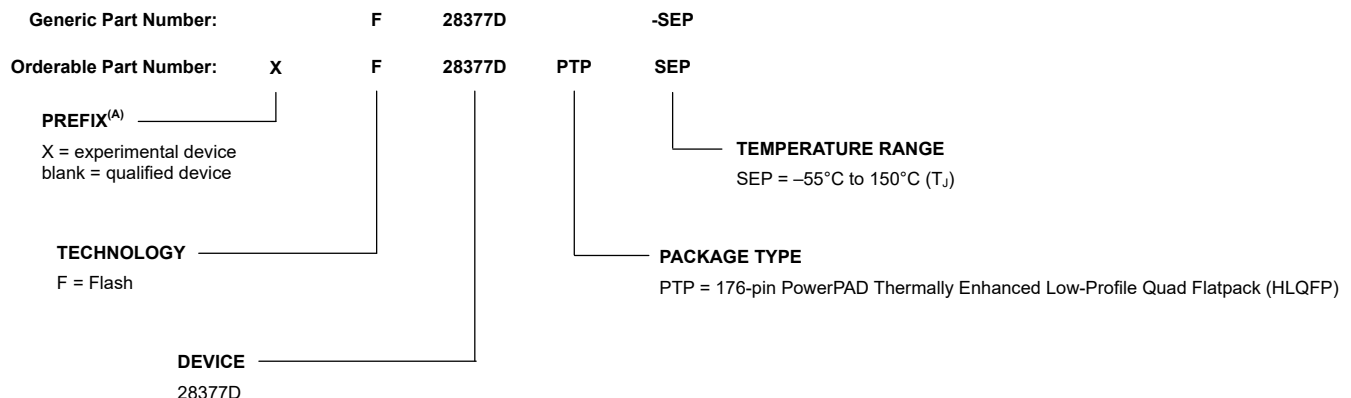 Generic Part Number: F 28377D -SEP
Orderable Part Number: X F 28377D PTP SEP
PREFIX(A)
X = experimental device
blank = qualified device
TEMPERATURE RANGE
SEP = –55°C to 150°C (TJ)
TECHNOLOGY
F = Flash
PACKAGE TYPE
PTP = 176-pin PowerPAD Thermally Enhanced Low-Profile Quad Flatpack (HLQFP)
DEVICE
28377D